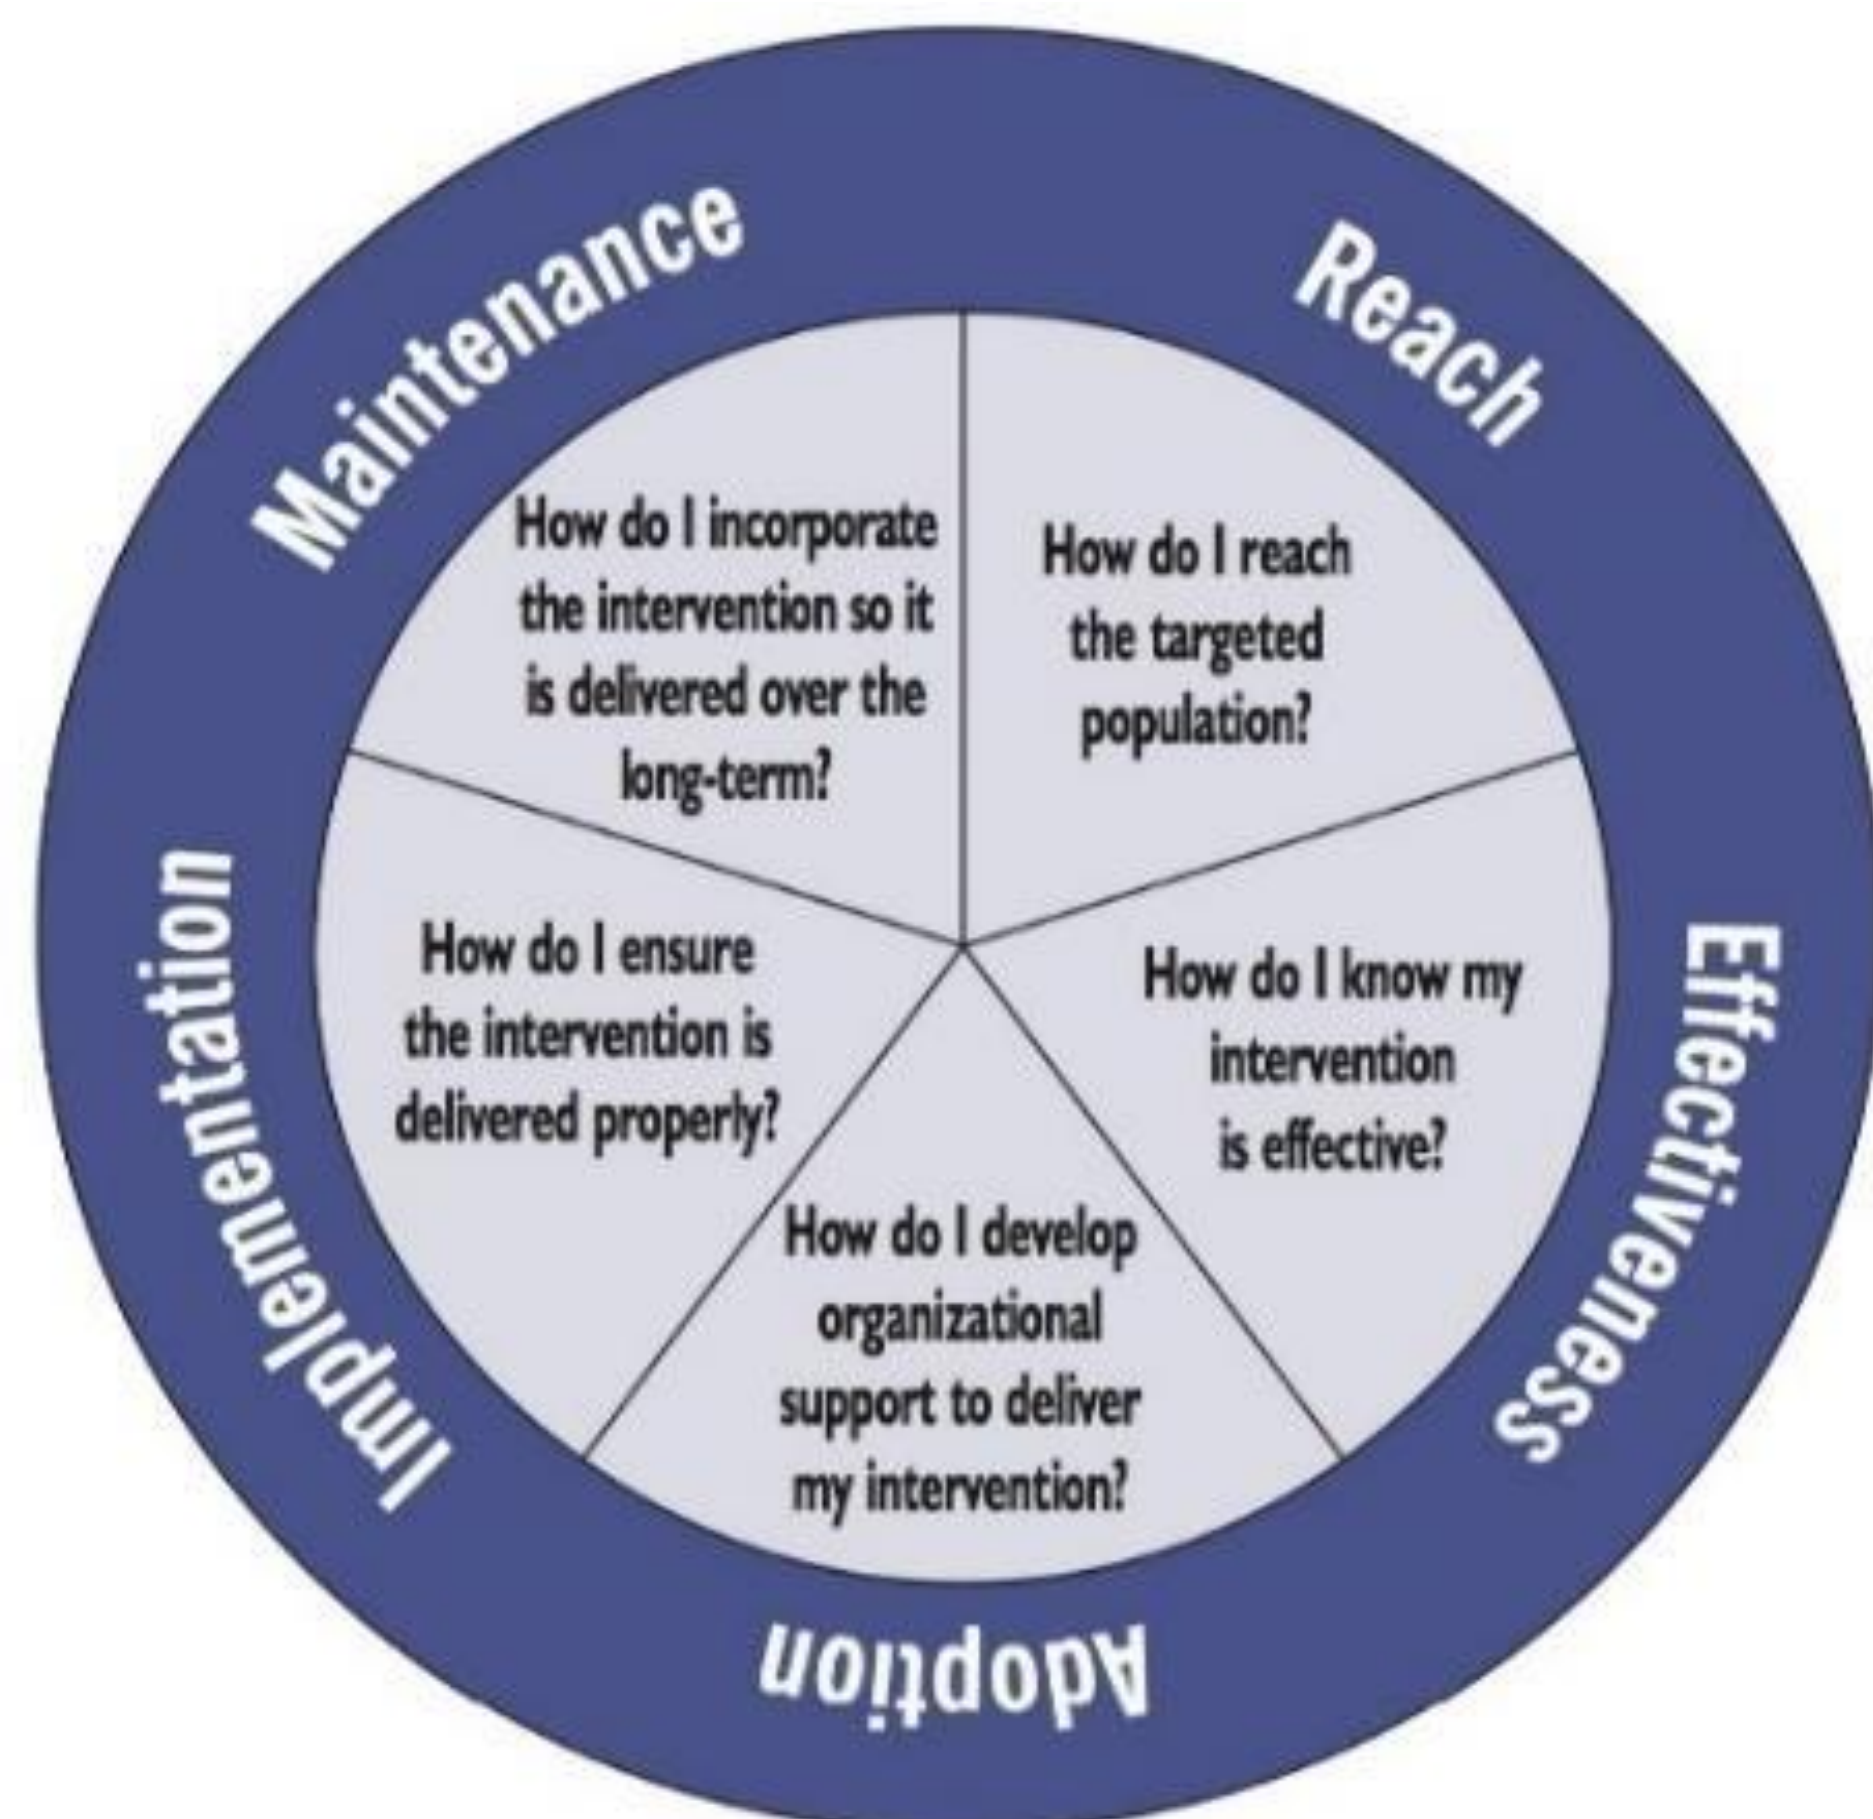 Reach
How do I reach
the targeted
population?
Effectiveness
How do I know my
intervention
is effective?
Adoption
How do I develop
organizational
support to deliver
my intervention?
Implementation
How do I ensure
the intervention is
delivered properly?
Maintenance
How do I incorporate
the intervention so it
is delivered over the
long-term?